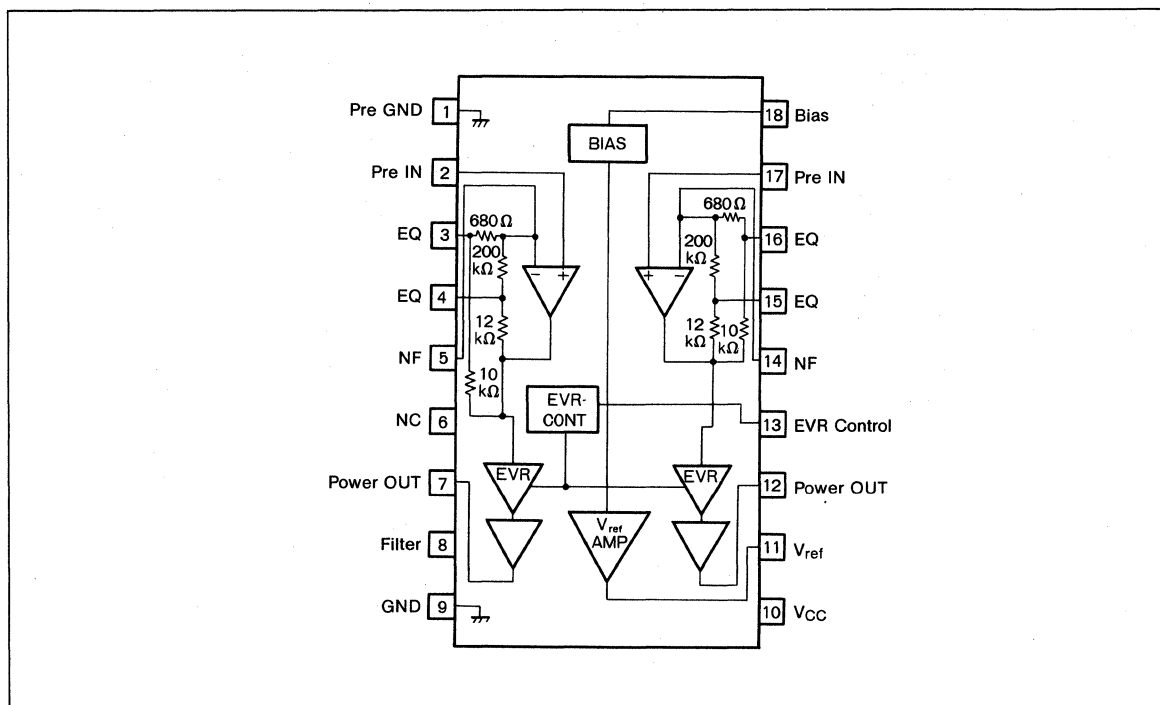 Pre GND 1
18 Bias
BIAS
Pre IN 2
17 Pre IN
680 Ω
680 Ω
EQ 3
16 EQ
200 kΩ
200 kΩ
− +
+ −
EQ 4
15 EQ
12 kΩ
12 kΩ
10 kΩ
NF 5
14 NF
10 kΩ
EVR-CONT
NC 6
13 EVR Control
EVR
EVR
Power OUT 7
12 Power OUT
Vref AMP
Filter 8
11 Vref
GND 9
10 VCC